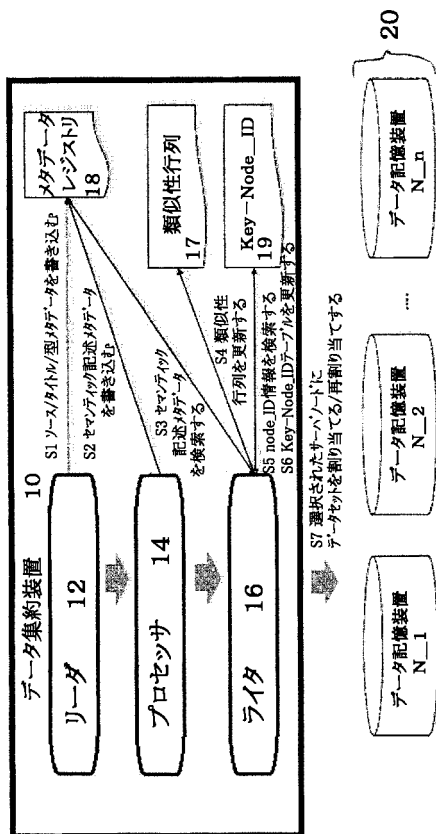 データ集約装置 10
リーダ 12
プロセッサ 14
ライタ 16
メタデータ
レジストリ
18
類似性行列
17
Key-Node_ID
19
S1 ソース/タイトル/型メタデータを書き込む
S2 セマンティック記述メタデータ
を書き込む
S3 セマンティック
記述メタデータ
を検索する
S4 類似性
行列を更新する
S5 node_ID情報を検索する
S6 Key-Node_IDテーブルを更新する
S7 選択されたサーバノードに
データセットを割り当てる/再割り当てする
データ記憶装置
N_1
データ記憶装置
N_2
.....
データ記憶装置
N_n
20